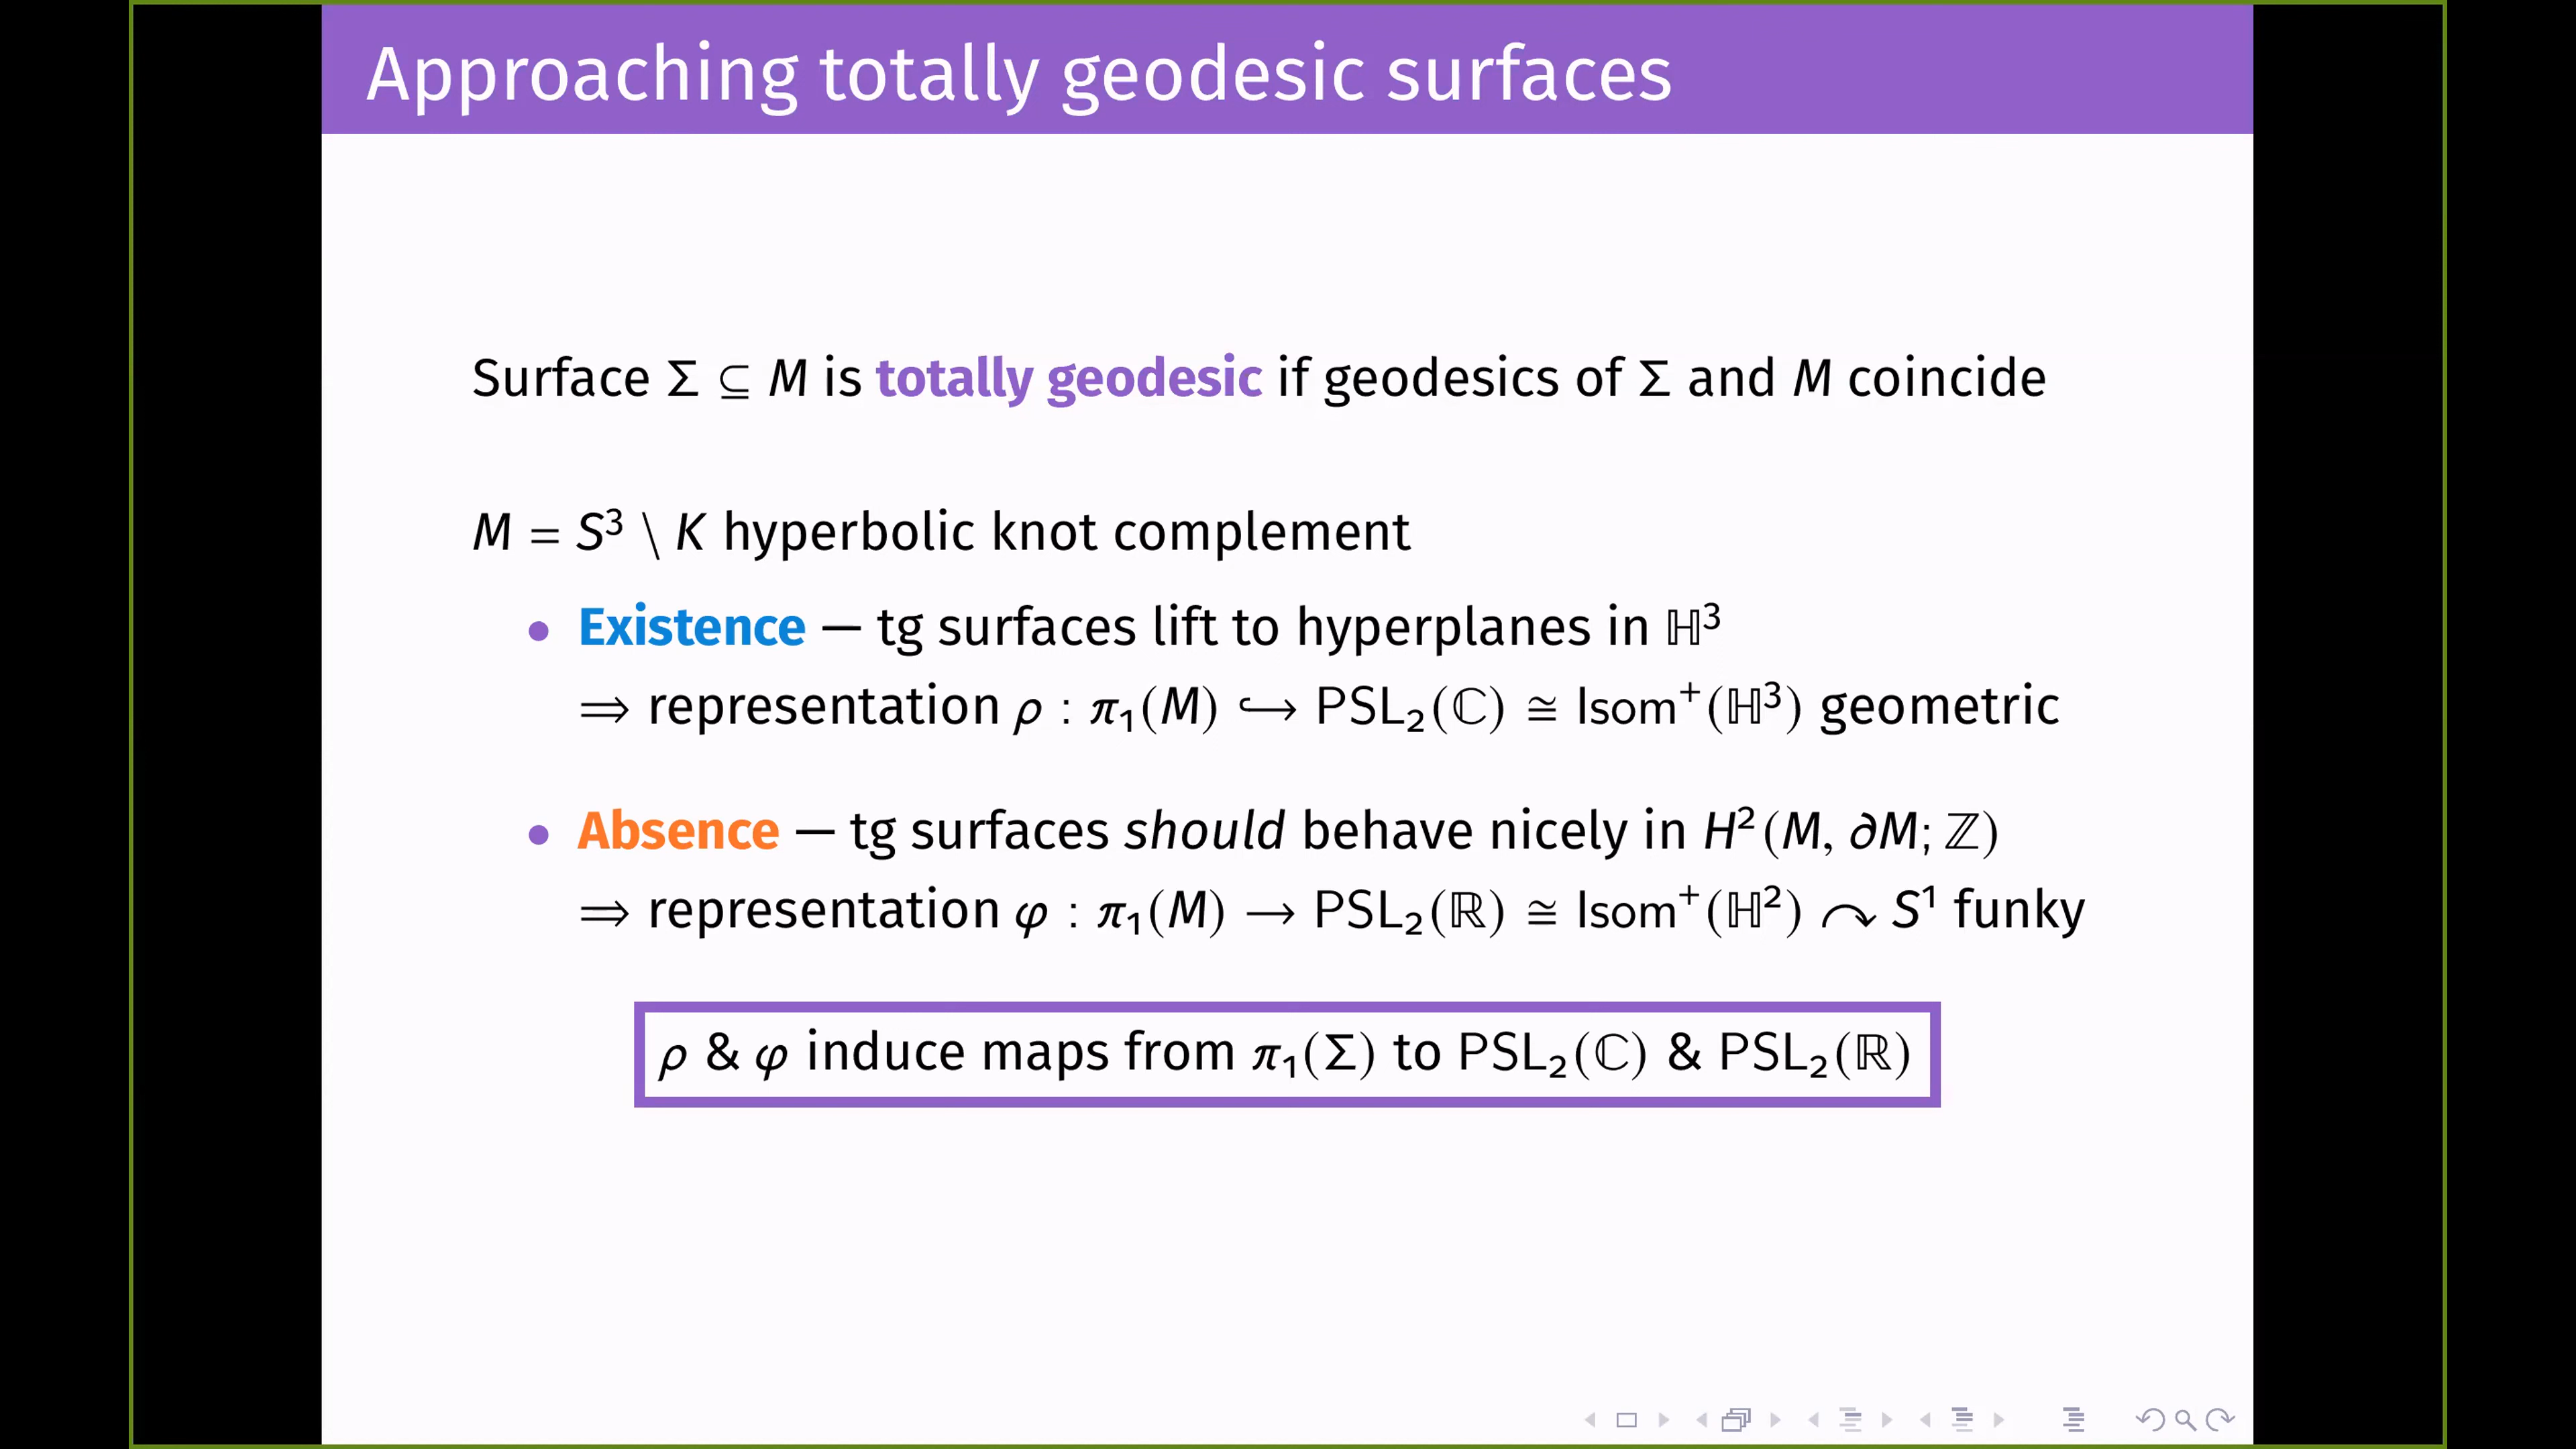 Approaching totally geodesic surfaces
Surface Σ ⊆ M is totally geodesic if geodesics of Σ and M coincide
M = S³ \ K hyperbolic knot complement
• Existence — tg surfaces lift to hyperplanes in ℍ³
⟹ representation ρ : π₁(M) ↪ PSL₂(ℂ) ≅ Isom⁺(ℍ³) geometric
• Absence — tg surfaces should behave nicely in H²(M, ∂M; ℤ)
⟹ representation φ : π₁(M) → PSL₂(ℝ) ≅ Isom⁺(ℍ²) ↷ S¹ funky
ρ & φ induce maps from π₁(Σ) to PSL₂(ℂ) & PSL₂(ℝ)